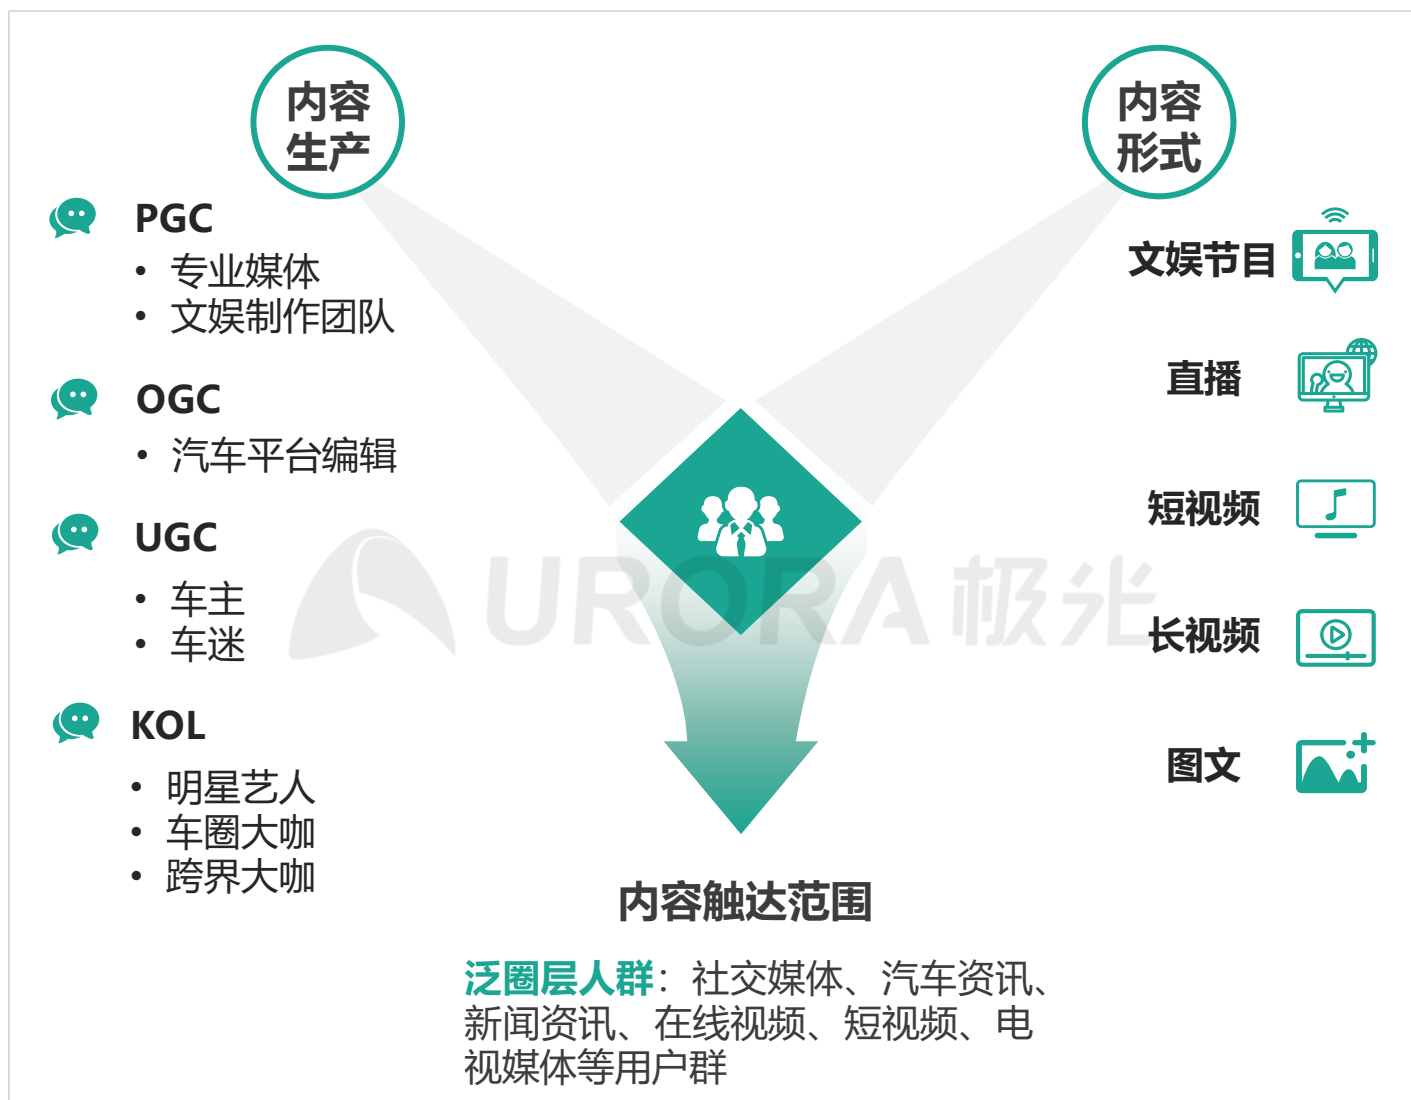 内容
生产
PGC
• 专业媒体
• 文娱制作团队
OGC
• 汽车平台编辑
UGC
• 车主
• 车迷
KOL
• 明星艺人
• 车圈大咖
• 跨界大咖
内容
形式
文娱节目
直播
短视频
长视频
图文
URORA极光
内容触达范围
泛圈层人群：社交媒体、汽车资讯、
新闻资讯、在线视频、短视频、电
视媒体等用户群